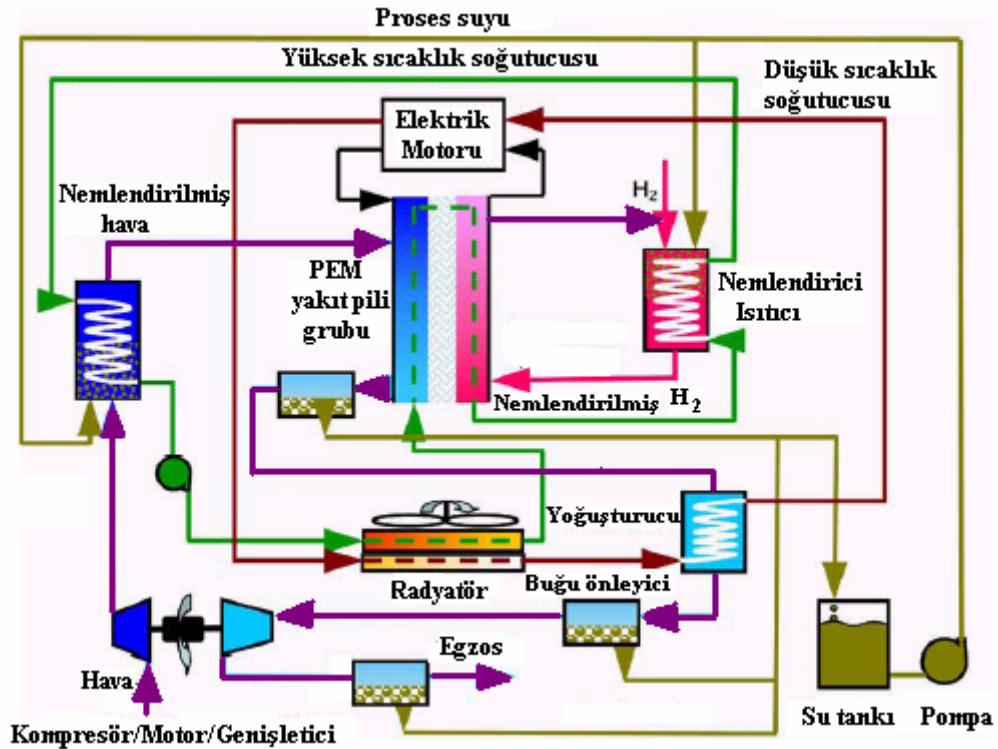 Proses suyu
Yüksek sıcaklık soğutucusu
Düşük sıcaklık
soğutucusu
Elektrik
Motoru
H₂
Nemlendirilmiş
hava
PEM
yakıt pili
grubu
Nemlendirici
Isıtıcı
Nemlendirilmiş H₂
Yoğuşturucu
Radyatör
Buğu önleyici
Egzos
Hava
Su tankı
Pompa
Kompresör/Motor/Genişletici